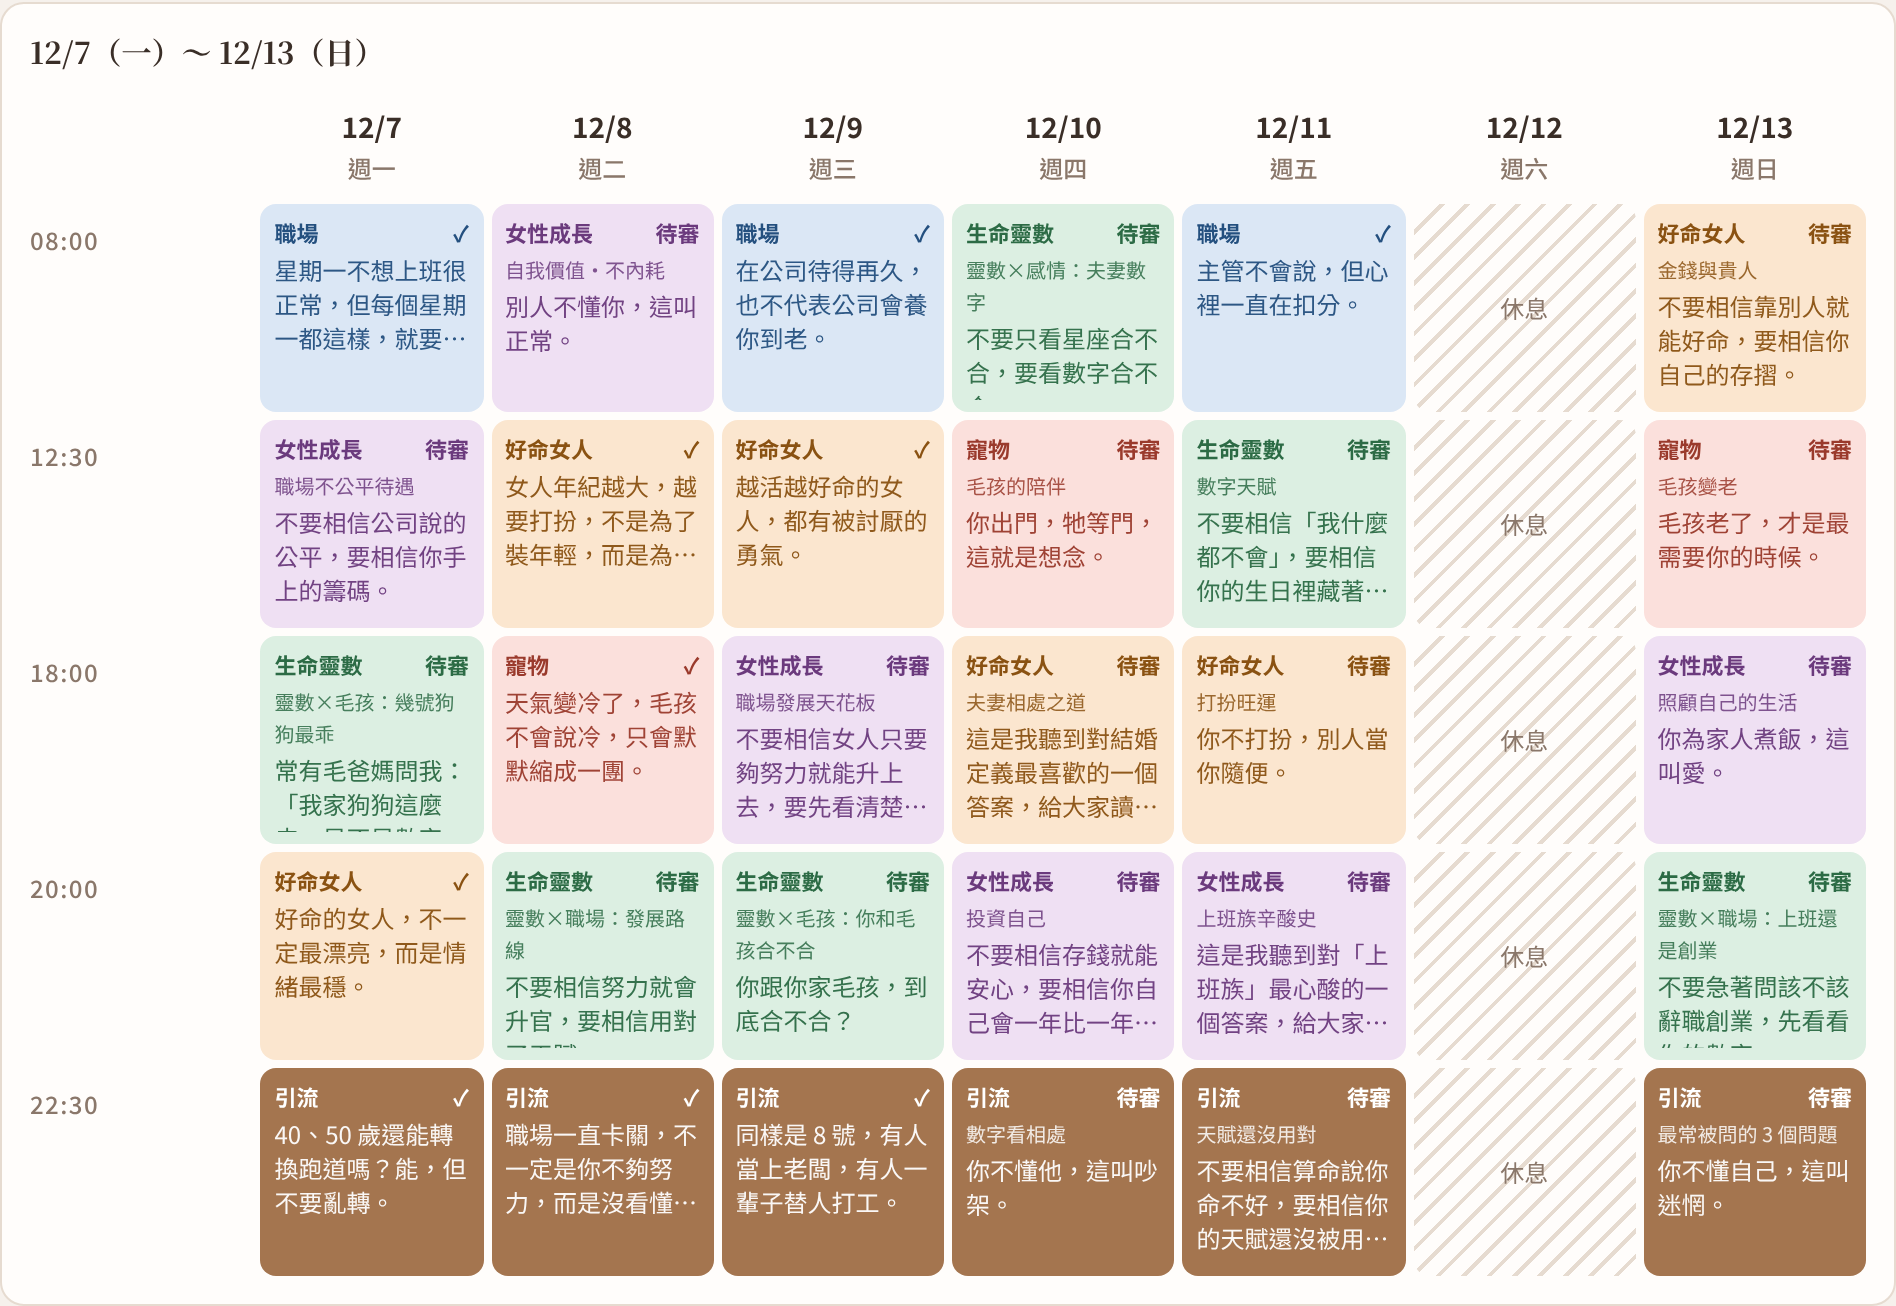 12/7（一）～ 12/13（日）
12/7
週一
12/8
週二
12/9
週三
12/10
週四
12/11
週五
12/12
週六
12/13
週日
08:00
職場 ✓
星期一不想上班很
正常，但每個星期
一都這樣，就要…
女性成長 待審
自我價值・不內耗
別人不懂你，這叫
正常。
職場 ✓
在公司待得再久，
也不代表公司會養
你到老。
生命靈數 待審
靈數×感情：夫妻數
字
不要只看星座合不
合，要看數字合不
職場 ✓
主管不會說，但心
裡一直在扣分。
休息
好命女人 待審
金錢與貴人
不要相信靠別人就
能好命，要相信你
自己的存摺。
12:30
女性成長 待審
職場不公平待遇
不要相信公司說的
公平，要相信你手
上的籌碼。
好命女人 ✓
女人年紀越大，越
要打扮，不是為了
裝年輕，而是為…
好命女人 ✓
越活越好命的女
人，都有被討厭的
勇氣。
寵物 待審
毛孩的陪伴
你出門，牠等門，
這就是想念。
生命靈數 待審
數字天賦
不要相信「我什麼
都不會」，要相信
你的生日裡藏著…
休息
寵物 待審
毛孩變老
毛孩老了，才是最
需要你的時候。
18:00
生命靈數 待審
靈數×毛孩：幾號狗
狗最乖
常有毛爸媽問我：
「我家狗狗這麼
寵物 ✓
天氣變冷了，毛孩
不會說冷，只會默
默縮成一團。
女性成長 待審
職場發展天花板
不要相信女人只要
夠努力就能升上
去，要先看清楚…
好命女人 待審
夫妻相處之道
這是我聽到對結婚
定義最喜歡的一個
答案，給大家讀…
好命女人 待審
打扮旺運
你不打扮，別人當
你隨便。
休息
女性成長 待審
照顧自己的生活
你為家人煮飯，這
叫愛。
20:00
好命女人 ✓
好命的女人，不一
定最漂亮，而是情
緒最穩。
生命靈數 待審
靈數×職場：發展路
線
不要相信努力就會
升官，要相信用對
生命靈數 待審
靈數×毛孩：你和毛
孩合不合
你跟你家毛孩，到
底合不合？
女性成長 待審
投資自己
不要相信存錢就能
安心，要相信你自
己會一年比一年…
女性成長 待審
上班族辛酸史
這是我聽到對「上
班族」最心酸的一
個答案，給大家…
休息
生命靈數 待審
靈數×職場：上班還
是創業
不要急著問該不該
辭職創業，先看看
22:30
引流 ✓
40、50 歲還能轉
換跑道嗎？能，但
不要亂轉。
引流 ✓
職場一直卡關，不
一定是你不夠努
力，而是沒看懂…
引流 ✓
同樣是 8 號，有人
當上老闆，有人一
輩子替人打工。
引流 待審
數字看相處
你不懂他，這叫吵
架。
引流 待審
天賦還沒用對
不要相信算命說你
命不好，要相信你
的天賦還沒被用…
休息
引流 待審
最常被問的 3 個問題
你不懂自己，這叫
迷惘。